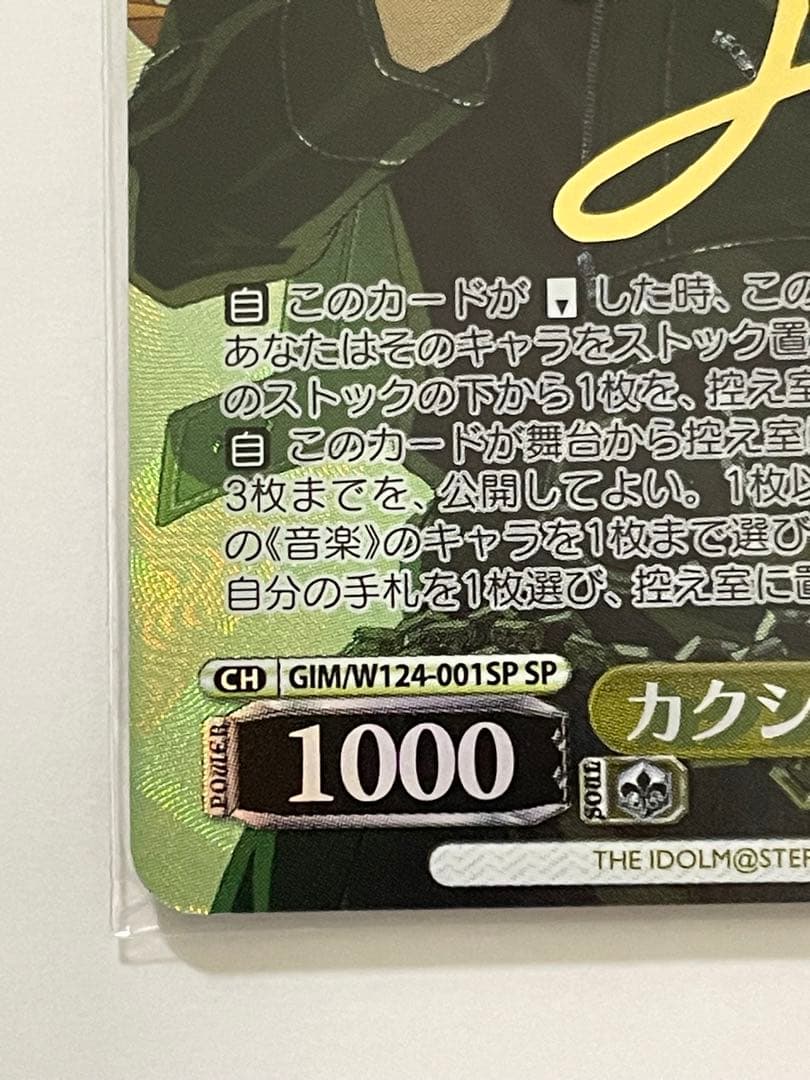 自 このカードが ▼ した時、この
あなたはそのキャラをストック置
のストックの下から1枚を、控え室
自 このカードが舞台から控え室に
3枚までを、公開してよい。1枚以
の《音楽》のキャラを1枚まで選び
自分の手札を1枚選び、控え室に置
CH GIM/W124-001SP SP
カクシ
POWER 1000
SOUL
THE IDOLM@STER